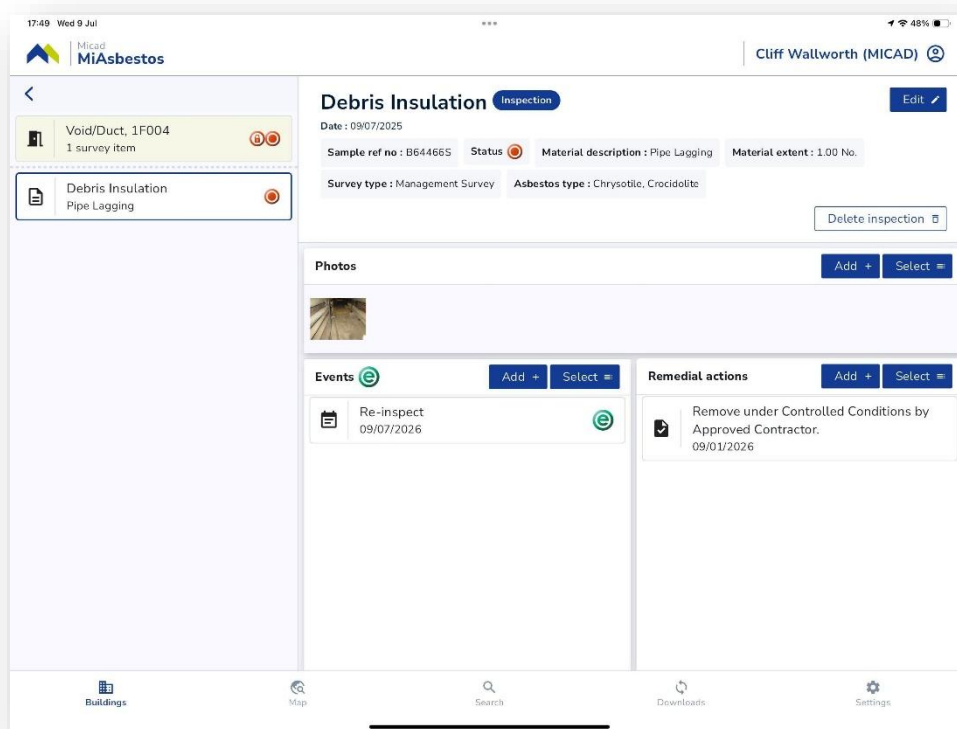 17:49 Wed 9 Jul
48%
Micad
MiAsbestos
Cliff Wallworth (MICAD)
Void/Duct, 1F004
1 survey item
Debris Insulation
Pipe Lagging
Debris Insulation Inspection
Edit
Date : 09/07/2025
Sample ref no : B64466S Status Material description : Pipe Lagging Material extent : 1.00 No.
Survey type : Management Survey Asbestos type : Chrysotile, Crocidolite
Delete inspection
Photos
Add + Select
Events e
Add + Select
Re-inspect
09/07/2026
e
Remedial actions
Add + Select
Remove under Controlled Conditions by
Approved Contractor.
09/01/2026
Buildings
Map
Search
Downloads
Settings